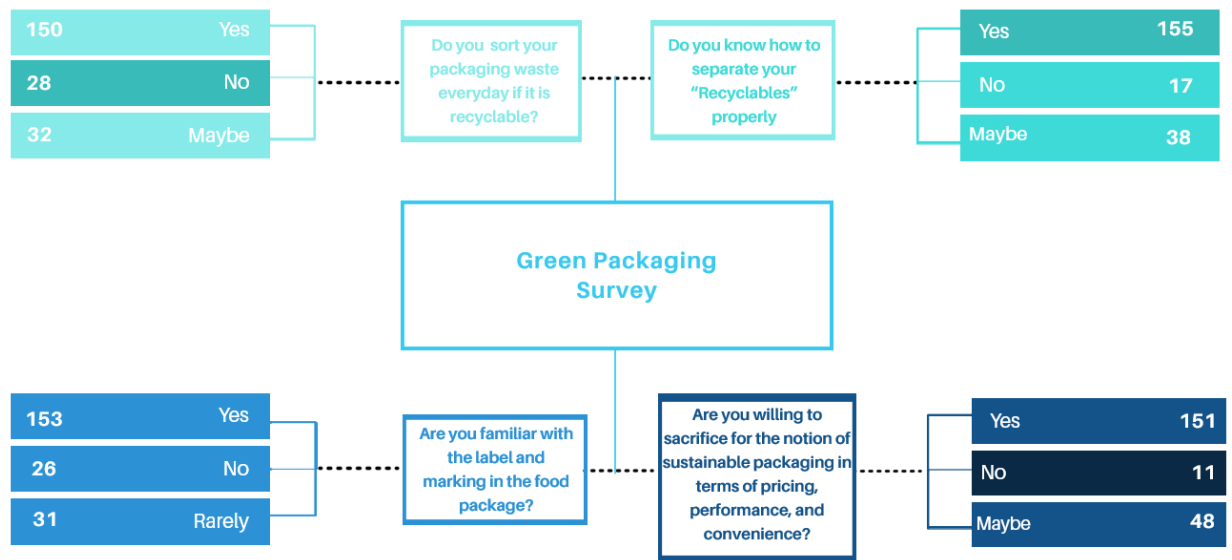 150 Yes
28 No
32 Maybe
Do you sort your
packaging waste
everyday if it is
recyclable?
Do you know how to
separate your
“Recyclables”
properly
Yes 155
No 17
Maybe 38
Green Packaging
Survey
153 Yes
26 No
31 Rarely
Are you familiar with
the label and
marking in the food
package?
Are you willing to
sacrifice for the notion of
sustainable packaging in
terms of pricing,
performance, and
convenience?
Yes 151
No 11
Maybe 48